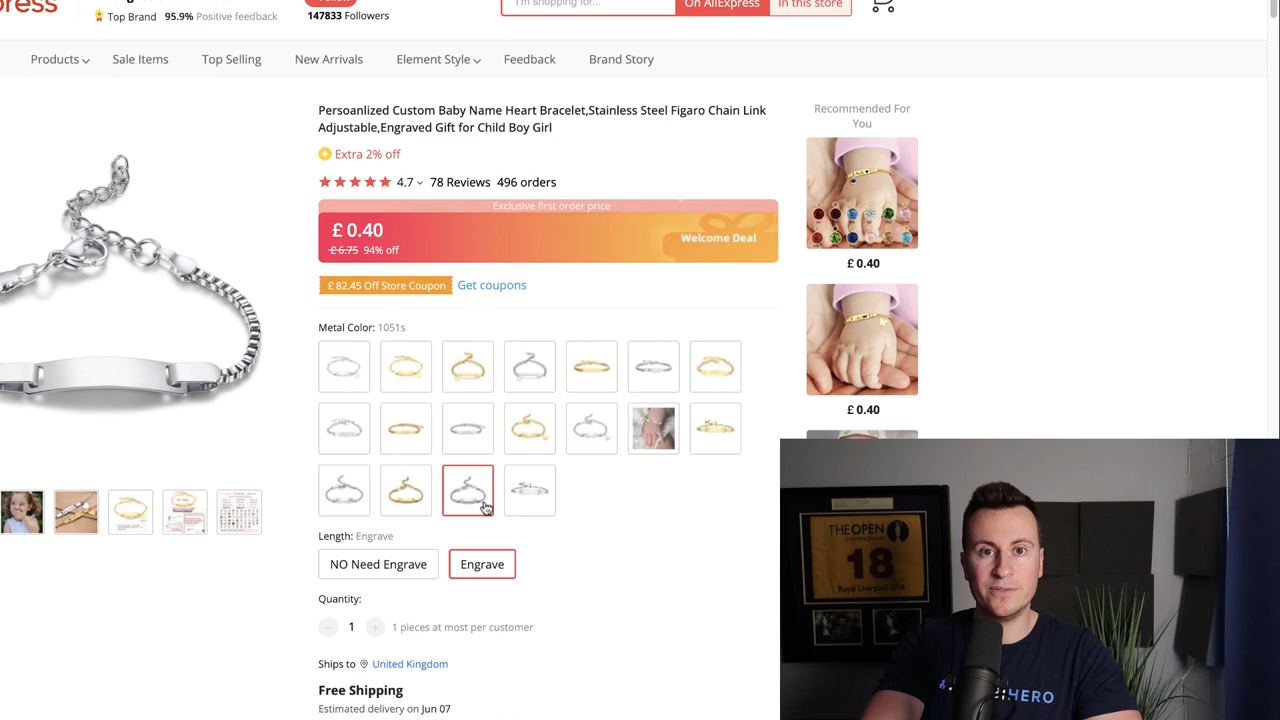 Top Brand 95.9% Positive feedback
147833 Followers
I'm shopping for...
On AliExpress
In this store
Products
Sale Items
Top Selling
New Arrivals
Element Style
Feedback
Brand Story
Persoanlized Custom Baby Name Heart Bracelet,Stainless Steel Figaro Chain Link
Adjustable,Engraved Gift for Child Boy Girl
Extra 2% off
4.7 78 Reviews 496 orders
Exclusive first order price
£ 0.40
£ 6.75 94% off
Welcome Deal
£ 82.45 Off Store Coupon
Get coupons
Metal Color: 1051s
Length: Engrave
NO Need Engrave
Engrave
Quantity:
1
1 pieces at most per customer
Ships to United Kingdom
Free Shipping
Estimated delivery on Jun 07
Recommended For
You
£ 0.40
£ 0.40
THE OPEN
18
Royal Liverpool 2014
HERO